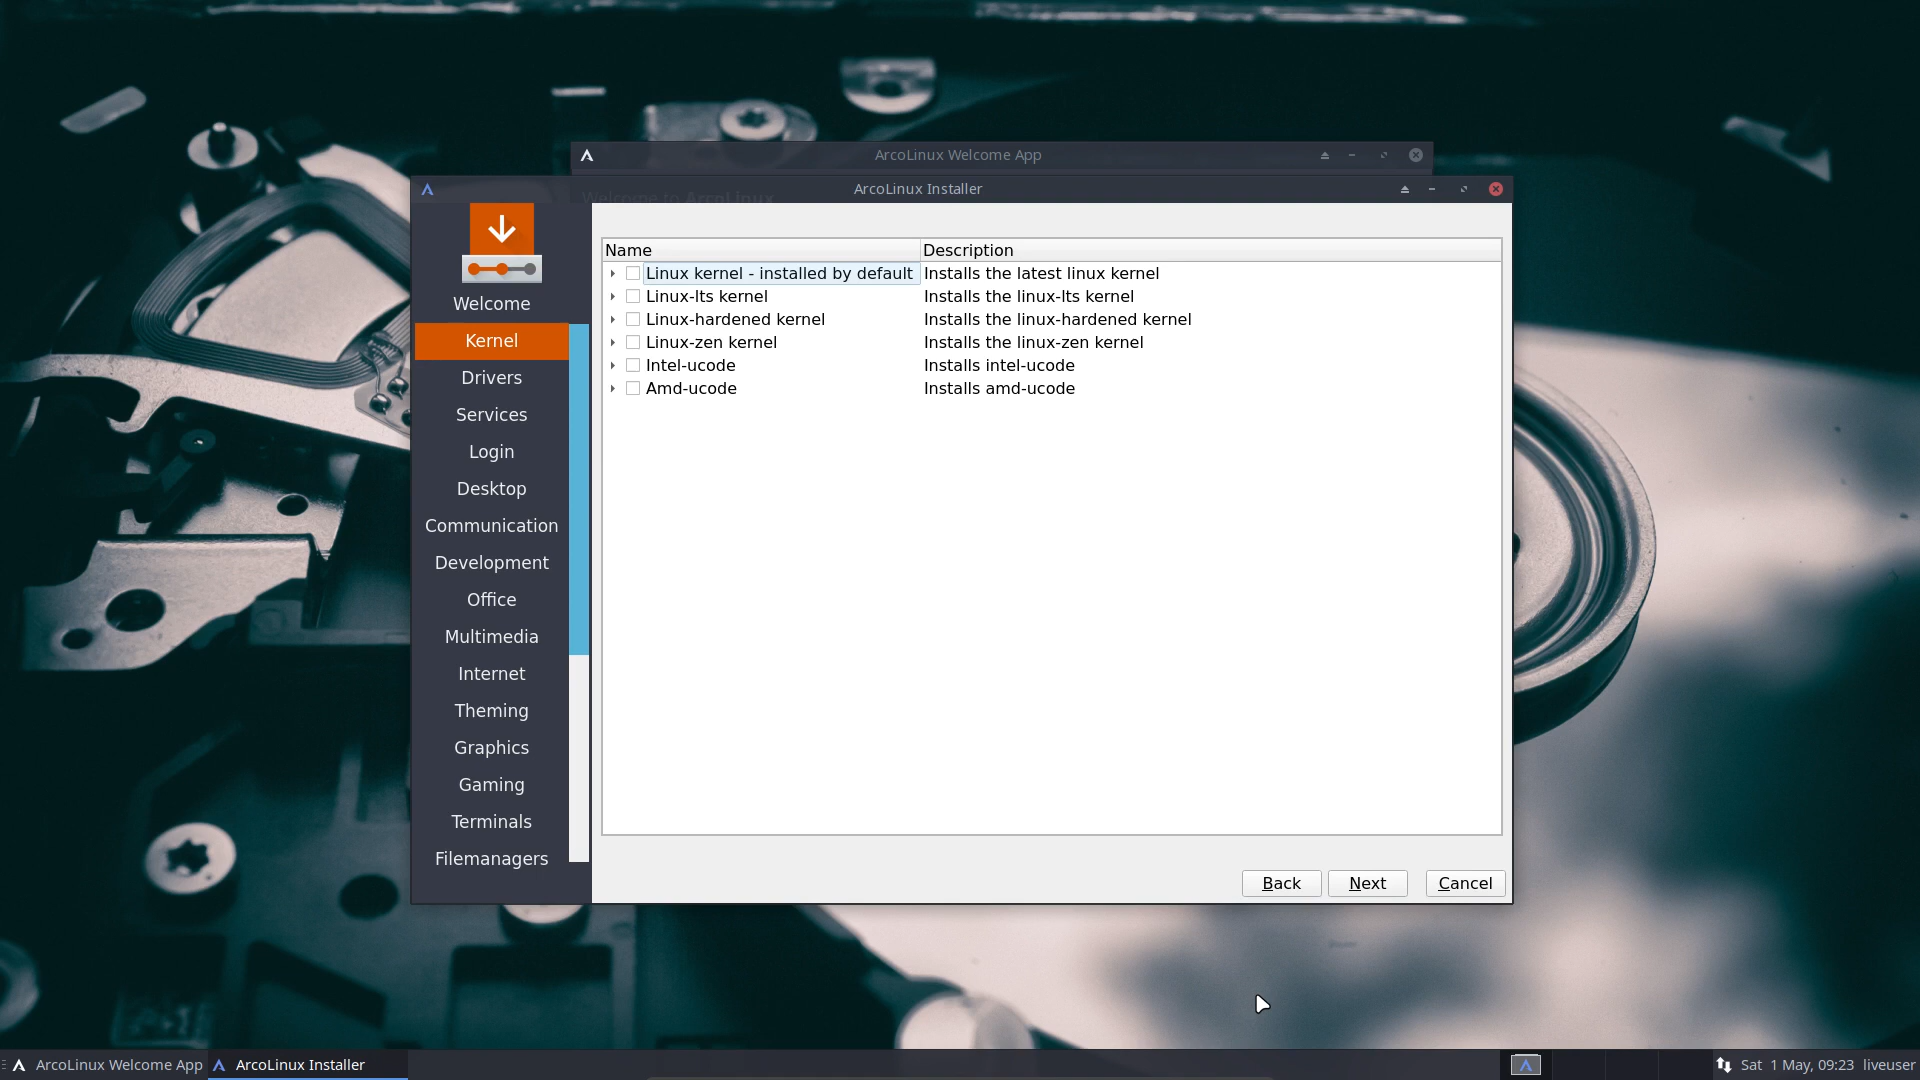 ArcoLinux Welcome App
ArcoLinux Installer
Welcome to ArcoLinux
Welcome
Kernel
Drivers
Services
Login
Desktop
Communication
Development
Office
Multimedia
Internet
Theming
Graphics
Gaming
Terminals
Filemanagers
Name Description
Linux kernel - installed by default Installs the latest linux kernel
Linux-lts kernel Installs the linux-lts kernel
Linux-hardened kernel Installs the linux-hardened kernel
Linux-zen kernel Installs the linux-zen kernel
Intel-ucode Installs intel-ucode
Amd-ucode Installs amd-ucode
Back Next Cancel
ArcoLinux Welcome App ArcoLinux Installer Sat 1 May, 09:23 liveuser